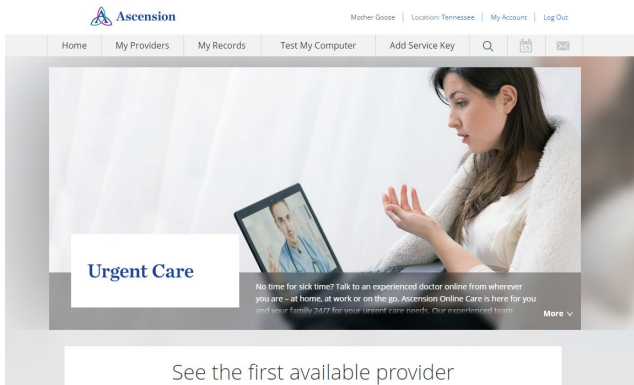 Ascension
Mother Goose | Location: Tennessee | My Account | Log Out
Home My Providers My Records Test My Computer Add Service Key 15
Urgent Care
No time for sick time? Talk to an experienced doctor online from wherever
you are – at home, at work or on the go. Ascension Online Care is here for you
and your family 24/7 for your urgent care needs. Our experienced team
More
See the first available provider